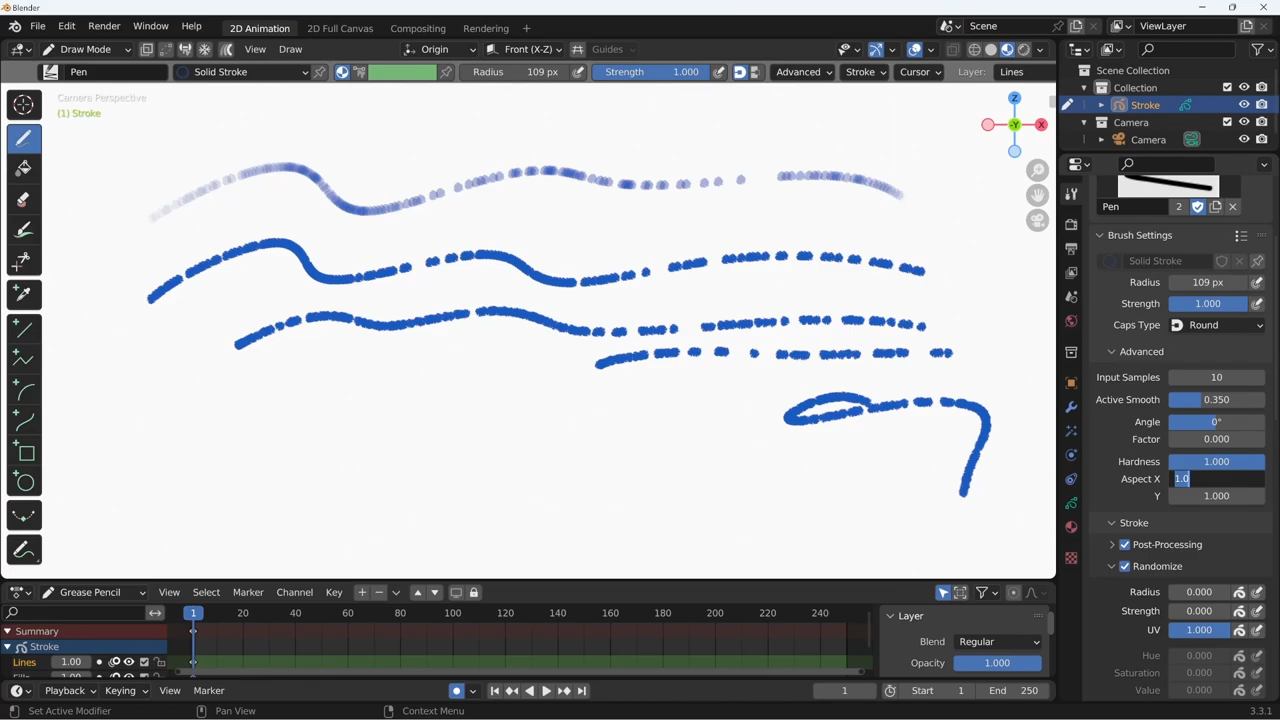 Blender
File Edit Render Window Help 2D Animation 2D Full Canvas Compositing Rendering + Scene ViewLayer
Draw Mode View Draw Origin Front (X-Z) Guides
Pen Solid Stroke Radius 109 px Strength 1.000 Advanced Stroke Cursor Layer: Lines
Scene Collection
Collection
Stroke
Camera
Camera
Camera Perspective
(1) Stroke
Z
-Y
X
Pen 2
Brush Settings
Solid Stroke
Radius 109 px
Strength 1.000
Caps Type Round
Advanced
Input Samples 10
Active Smooth 0.350
Angle 0°
Factor 0.000
Hardness 1.000
Aspect X 1.0
Y 1.000
Stroke
Post-Processing
Randomize
Radius 0.000
Strength 0.000
UV 1.000
Hue 0.000
Saturation 0.000
Value 0.000
Grease Pencil View Select Marker Channel Key
1 20 40 60 80 100 120 140 160 180 200 220 240
Summary
Stroke
Lines 1.00
Layer
Blend Regular
Opacity 1.000
Playback Keying View Marker 1 Start 1 End 250
Set Active Modifier Pan View Context Menu 3.3.1